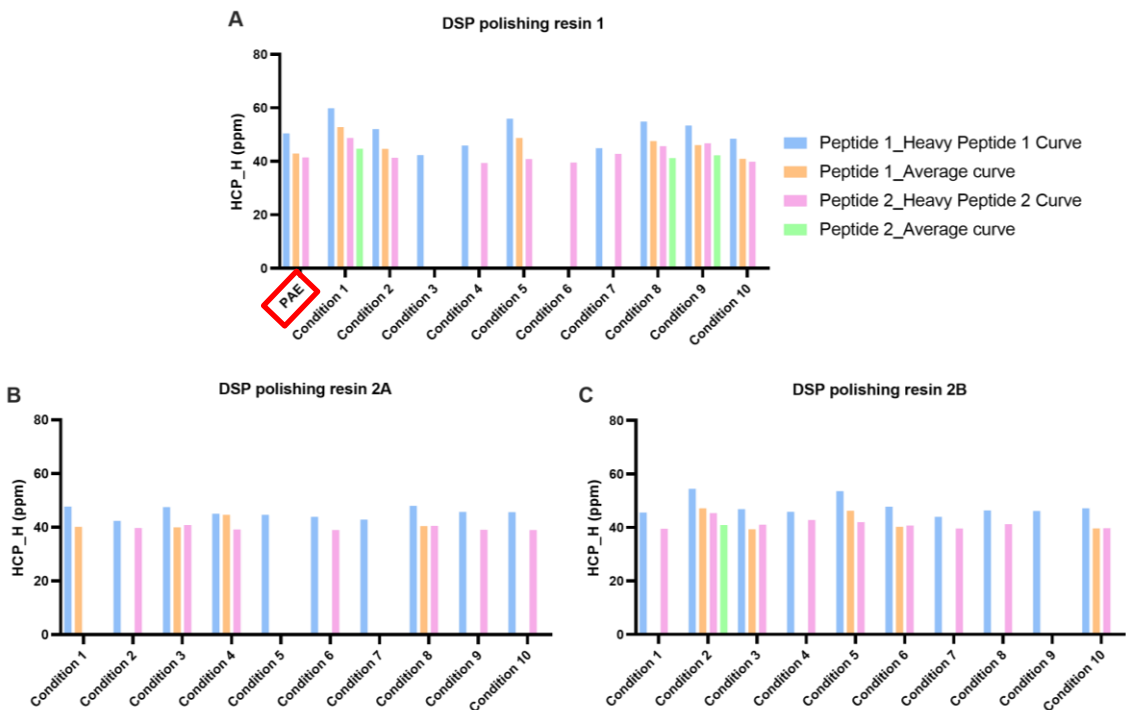 A
DSP polishing resin 1
HCP_H (ppm)
80
60
40
20
0
PAE
Condition 1
Condition 2
Condition 3
Condition 4
Condition 5
Condition 6
Condition 7
Condition 8
Condition 9
Condition 10
Peptide 1_Heavy Peptide 1 Curve
Peptide 1_Average curve
Peptide 2_Heavy Peptide 2 Curve
Peptide 2_Average curve
B
DSP polishing resin 2A
HCP_H (ppm)
80
60
40
20
0
Condition 1
Condition 2
Condition 3
Condition 4
Condition 5
Condition 6
Condition 7
Condition 8
Condition 9
Condition 10
C
DSP polishing resin 2B
HCP_H (ppm)
80
60
40
20
0
Condition 1
Condition 2
Condition 3
Condition 4
Condition 5
Condition 6
Condition 7
Condition 8
Condition 9
Condition 10